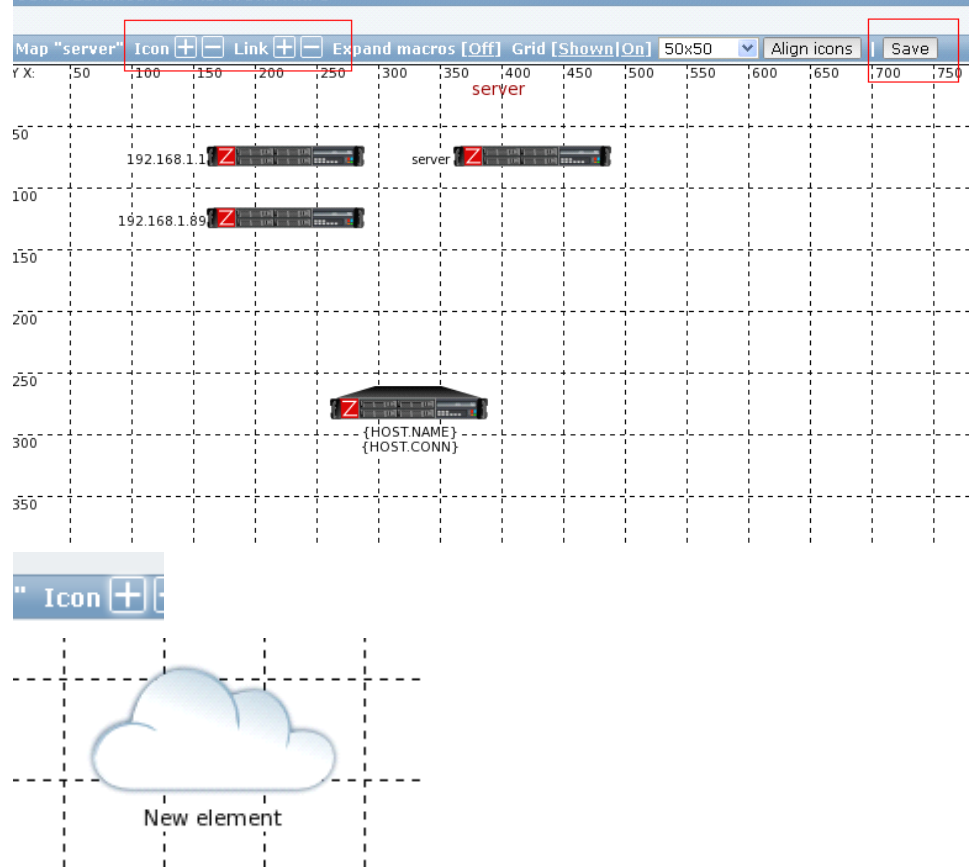 Map "server" Icon + − Link + − Expand macros [Off] Grid [Shown|On] 50x50 Align icons | Save
Y X: 50 100 150 200 250 300 350 400 450 500 550 600 650 700 750
server
50
192.168.1.1 Z server Z
100
192.168.1.89 Z
150
200
250
Z
{HOST.NAME}
300
{HOST.CONN}
350
" Icon +
New element